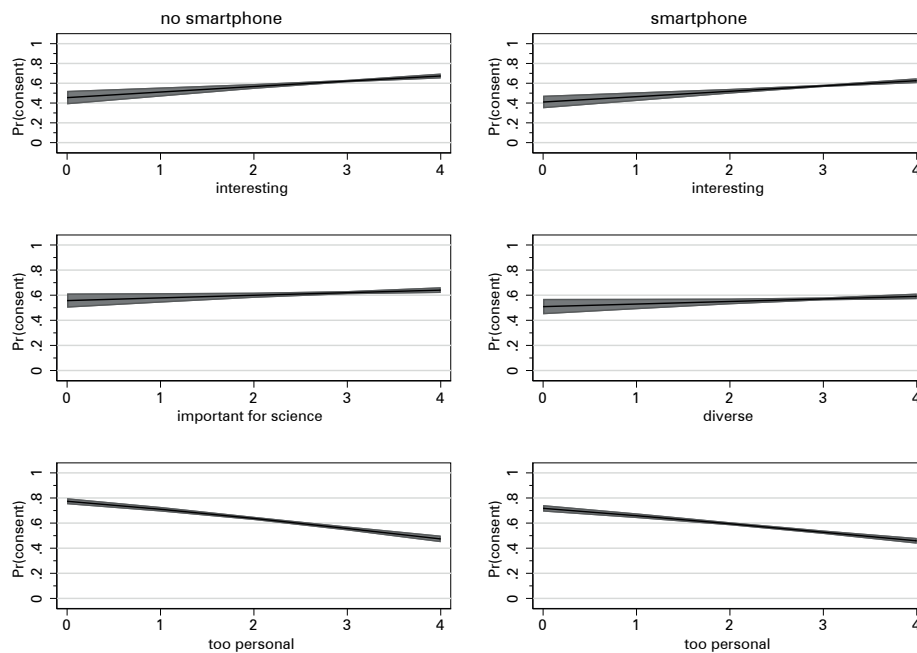 no smartphone
smartphone
Pr(consent)
0 .2 .4 .6 .8 1
0 1 2 3 4
interesting
Pr(consent)
0 .2 .4 .6 .8 1
0 1 2 3 4
interesting
Pr(consent)
0 .2 .4 .6 .8 1
0 1 2 3 4
important for science
Pr(consent)
0 .2 .4 .6 .8 1
0 1 2 3 4
diverse
Pr(consent)
0 .2 .4 .6 .8 1
0 1 2 3 4
too personal
Pr(consent)
0 .2 .4 .6 .8 1
0 1 2 3 4
too personal